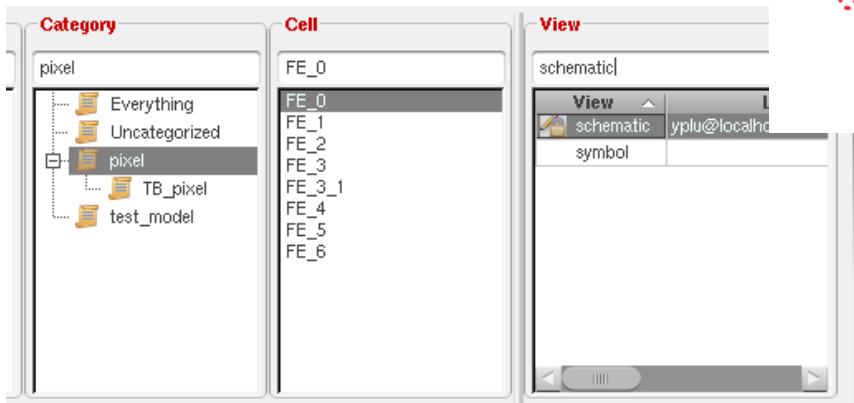 Category
pixel
Everything
Uncategorized
pixel
TB_pixel
test_model
Cell
FE_0
FE_0
FE_1
FE_2
FE_3
FE_3_1
FE_4
FE_5
FE_6
View
schematic
View L
schematic yplu@localho
symbol